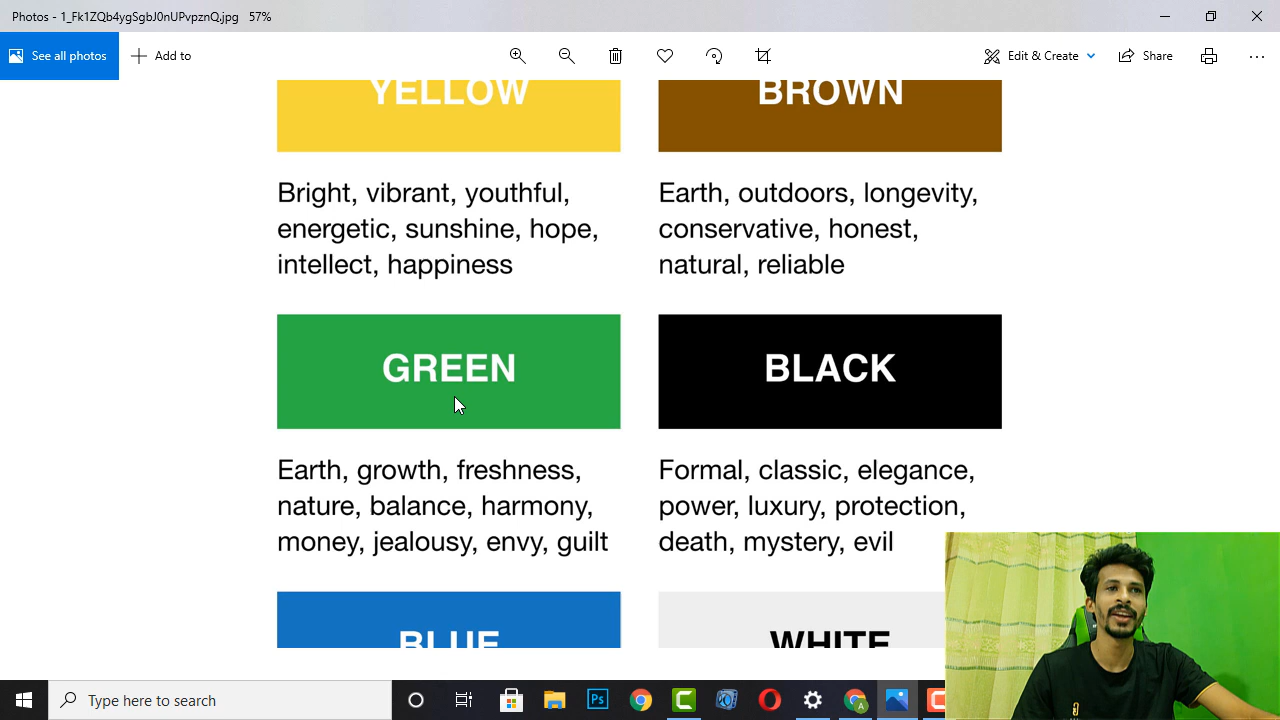 Photos - 1_Fk1ZQb4ygSgbJ0nUPvpznQ.jpg 57%
See all photos
Add to
Edit & Create
Share
YELLOW
Bright, vibrant, youthful,
energetic, sunshine, hope,
intellect, happiness
BROWN
Earth, outdoors, longevity,
conservative, honest,
natural, reliable
GREEN
Earth, growth, freshness,
nature, balance, harmony,
money, jealousy, envy, guilt
BLACK
Formal, classic, elegance,
power, luxury, protection,
death, mystery, evil
BLUE
WHITE
Type here to search
Ps
A